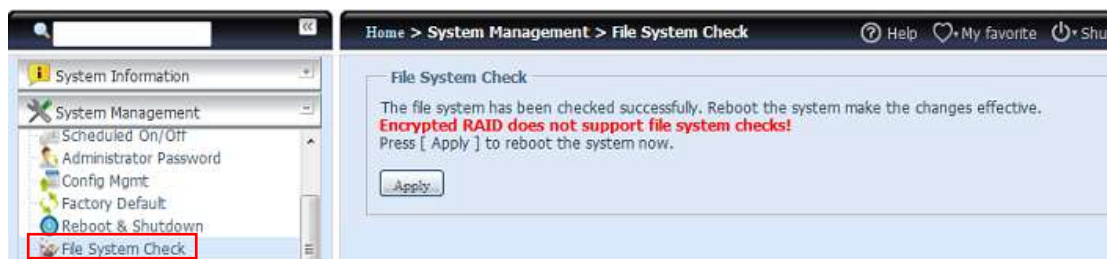 Home > System Management > File System Check
Help
My favorite
Shu
System Information
System Management
Scheduled On/Off
Administrator Password
Config Mgmt
Factory Default
Reboot & Shutdown
File System Check
File System Check
The file system has been checked successfully. Reboot the system make the changes effective.
Encrypted RAID does not support file system checks!
Press [ Apply ] to reboot the system now.
Apply